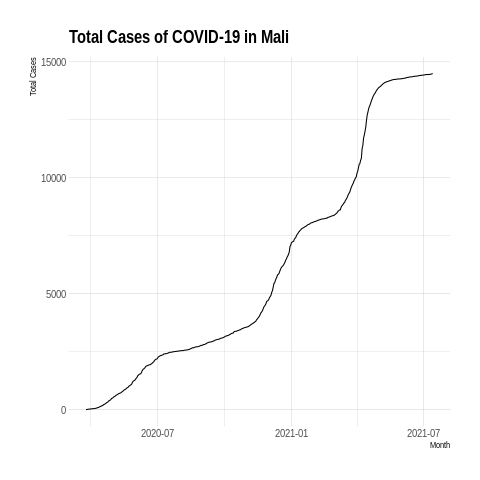 Total Cases of COVID-19 in Mali
Total Cases
15000
10000
5000
0
2020-07
2021-01
2021-07
Month